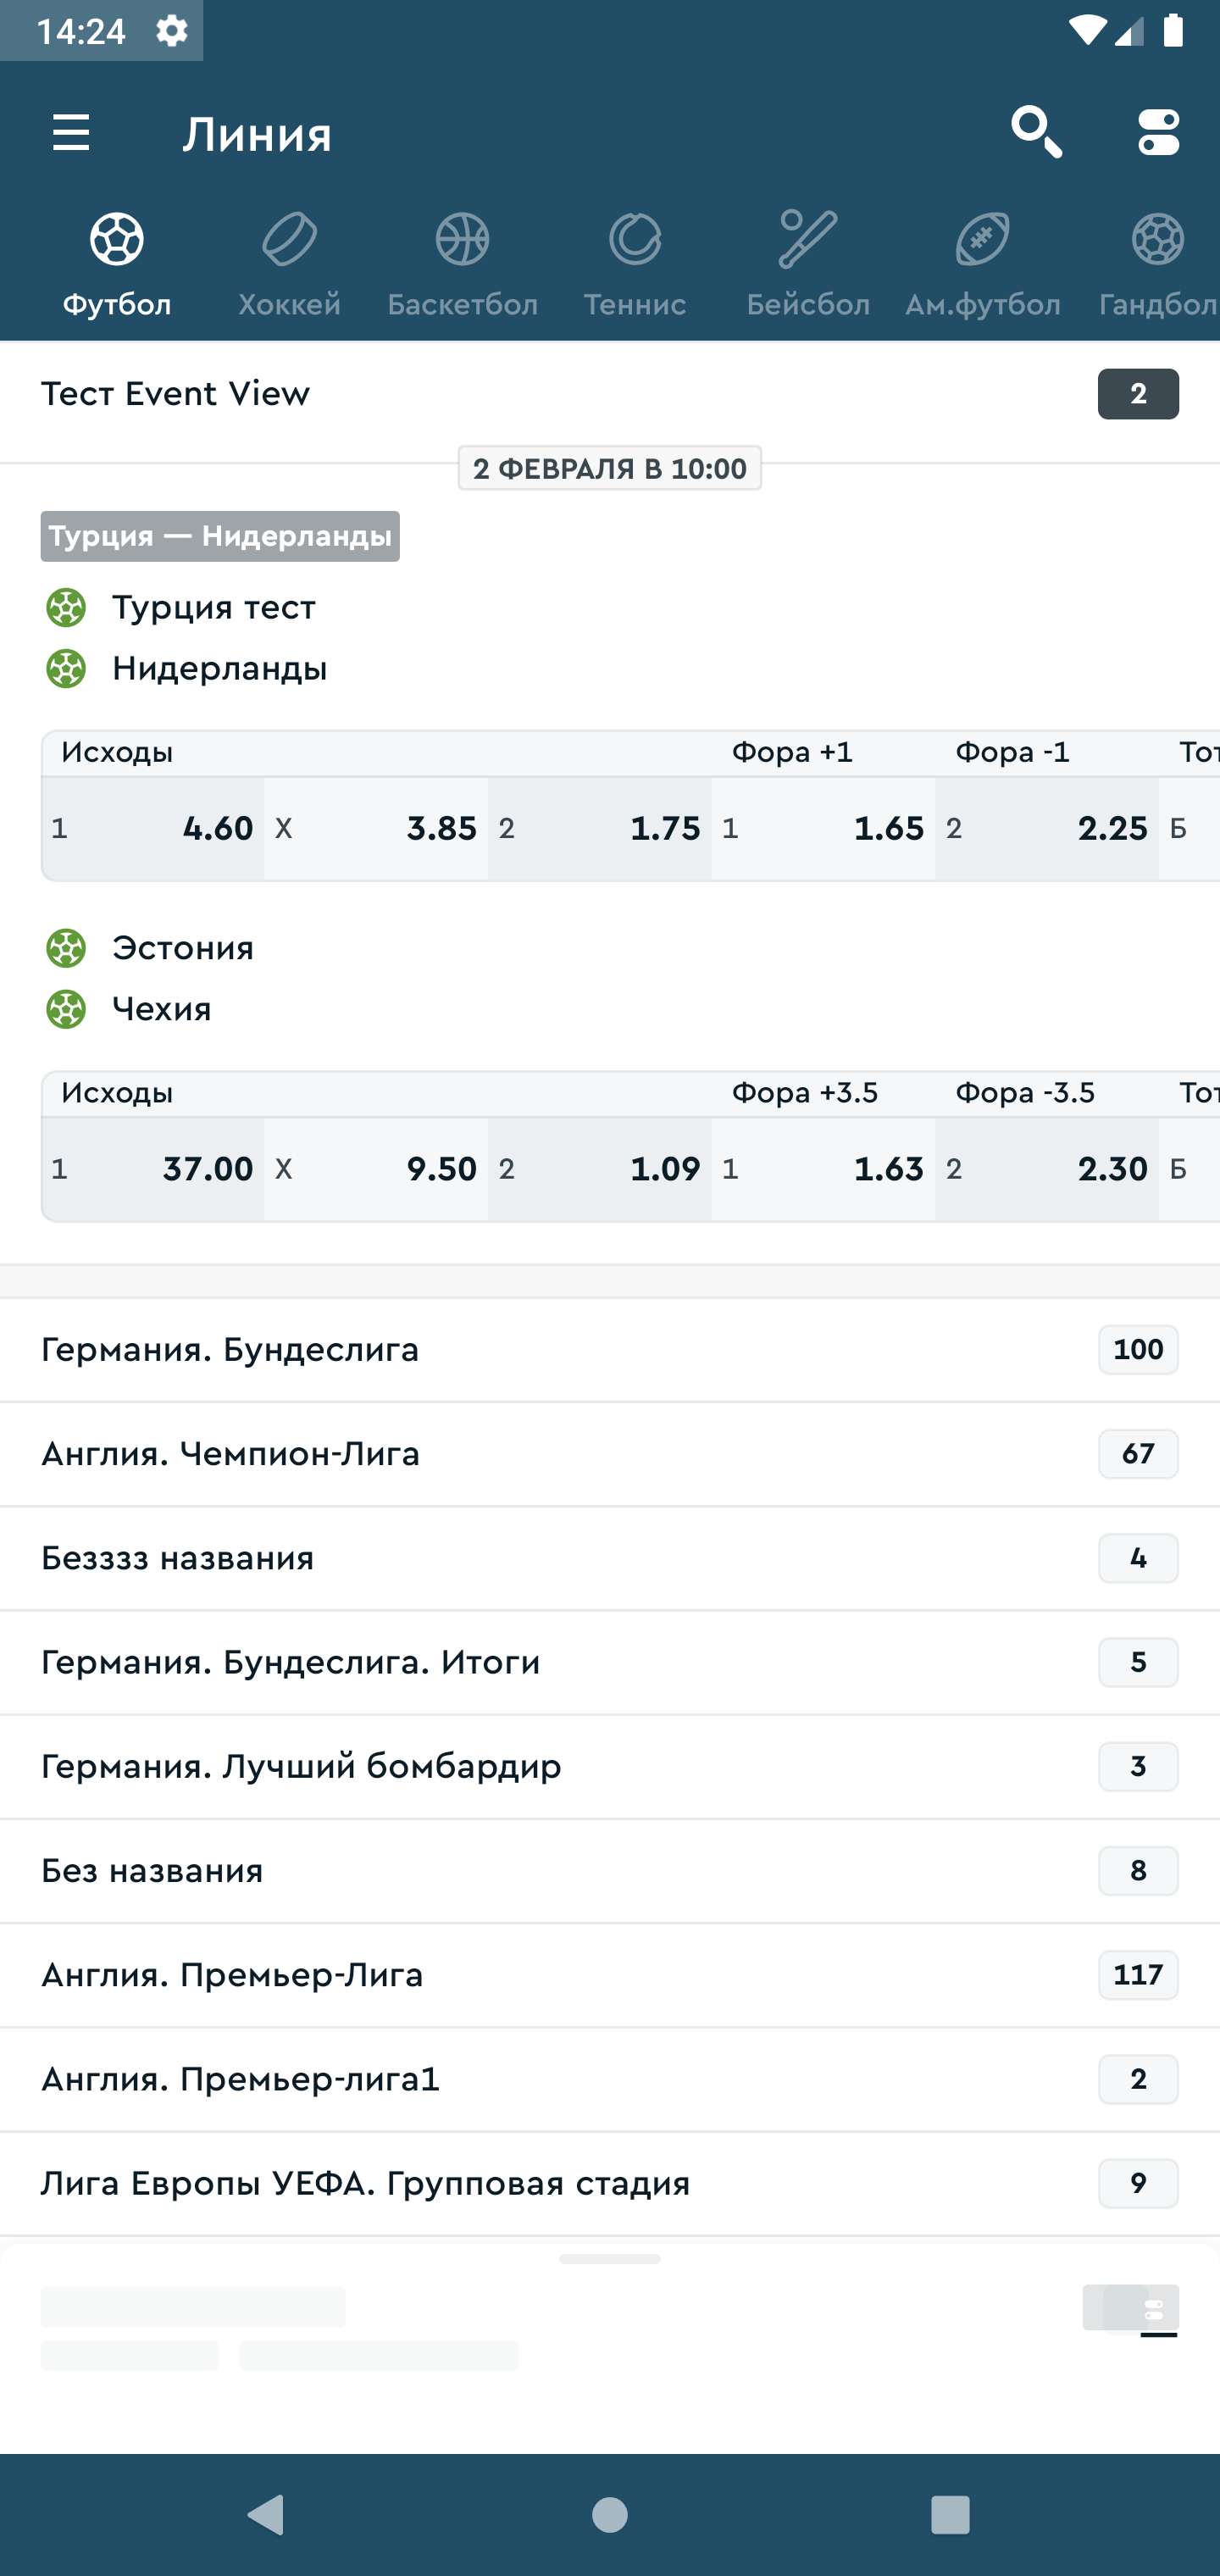 14:24
Линия
Футбол Хоккей Баскетбол Теннис Бейсбол Ам.футбол Гандбол
Тест Event View 2
2 ФЕВРАЛЯ В 10:00
Турция — Нидерланды
Турция тест
Нидерланды
Исходы Фора +1 Фора -1
1 4.60 X 3.85 2 1.75 1 1.65 2 2.25 Б
Эстония
Чехия
Исходы Фора +3.5 Фора -3.5
1 37.00 X 9.50 2 1.09 1 1.63 2 2.30 Б
Германия. Бундеслига 100
Англия. Чемпион-Лига 67
Безззз названия 4
Германия. Бундеслига. Итоги 5
Германия. Лучший бомбардир 3
Без названия 8
Англия. Премьер-Лига 117
Англия. Премьер-лига1 2
Лига Европы УЕФА. Групповая стадия 9